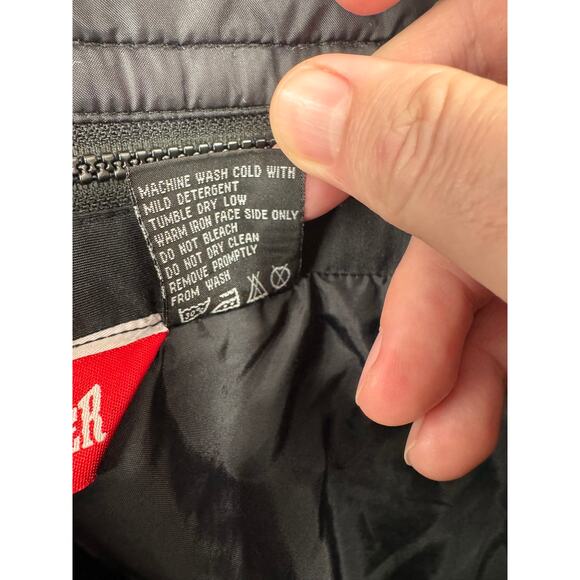 MACHINE WASH COLD WITH
MILD DETERGENT
TUMBLE DRY LOW
WARM IRON FACE SIDE ONLY
DO NOT BLEACH
DO NOT DRY CLEAN
REMOVE PROMPTLY
FROM WASH
30°
ER